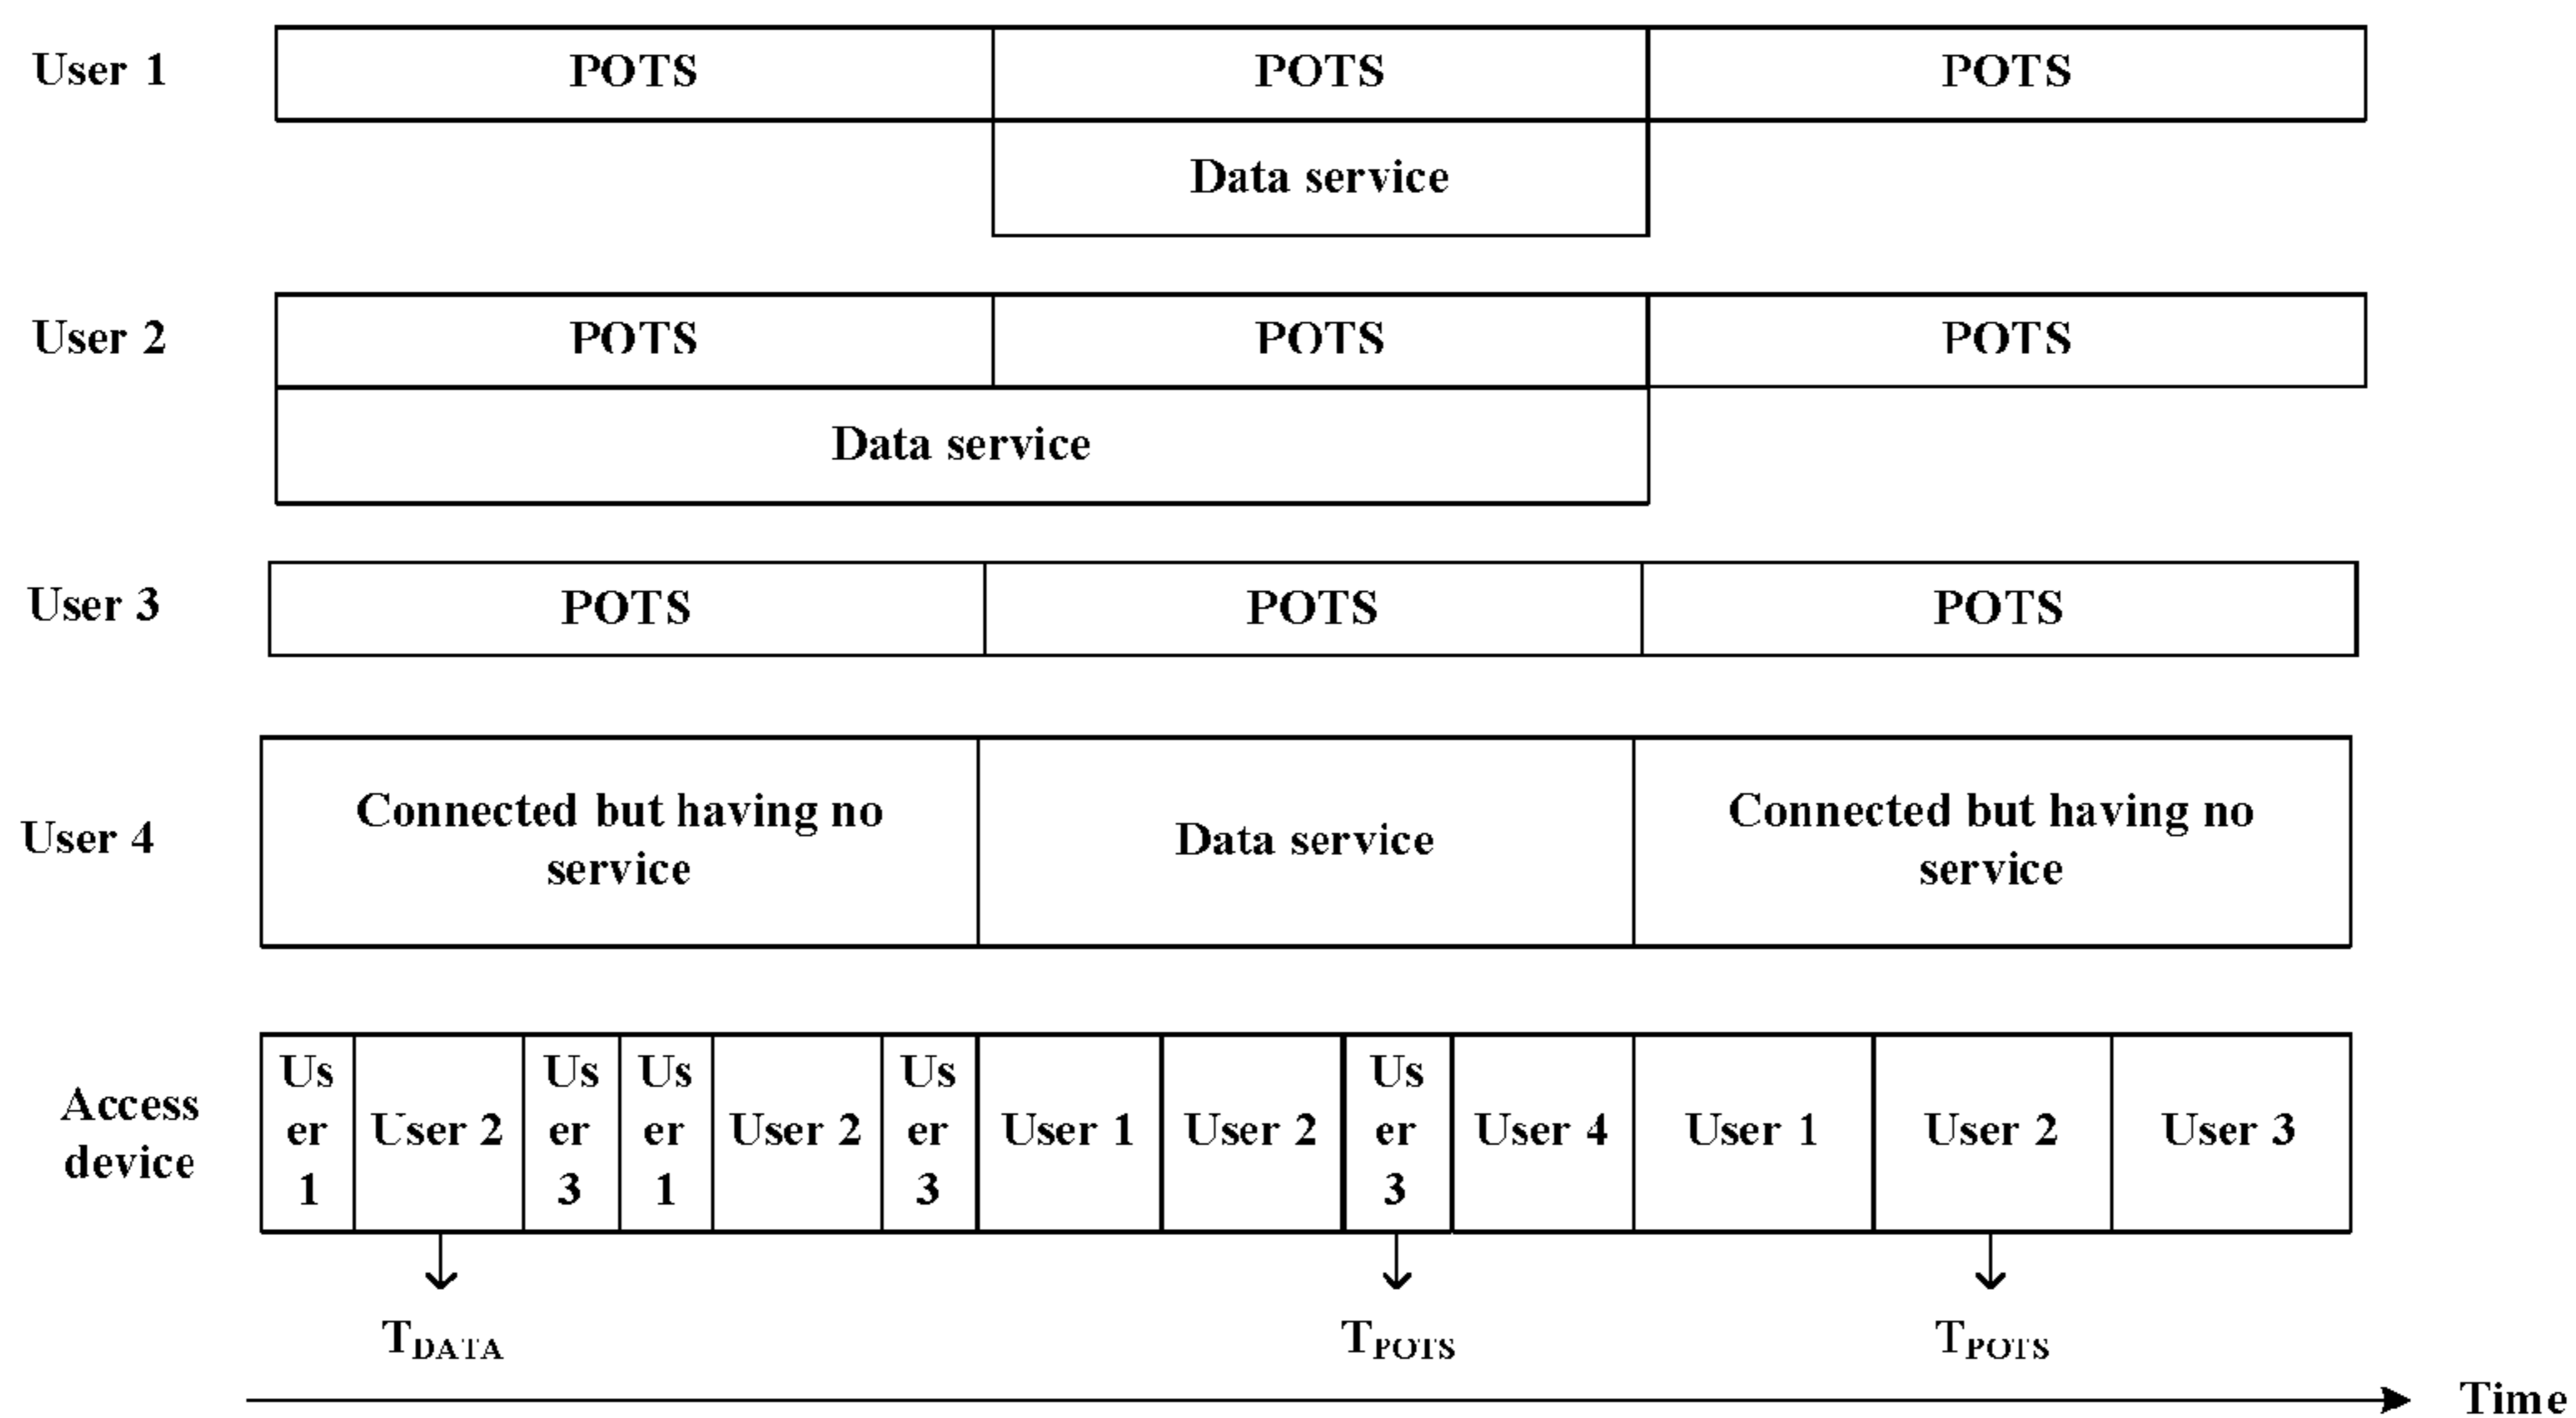 User 1
POTS
POTS
POTS
Data service
User 2
POTS
POTS
POTS
Data service
User 3
POTS
POTS
POTS
User 4
Connected but having no
service
Data service
Connected but having no
service
Access
device
Us
er
1
User 2
Us
er
3
Us
er
1
User 2
Us
er
3
User 1
User 2
Us
er
3
User 4
User 1
User 2
User 3
TDATA
TPOTS
TPOTS
Time